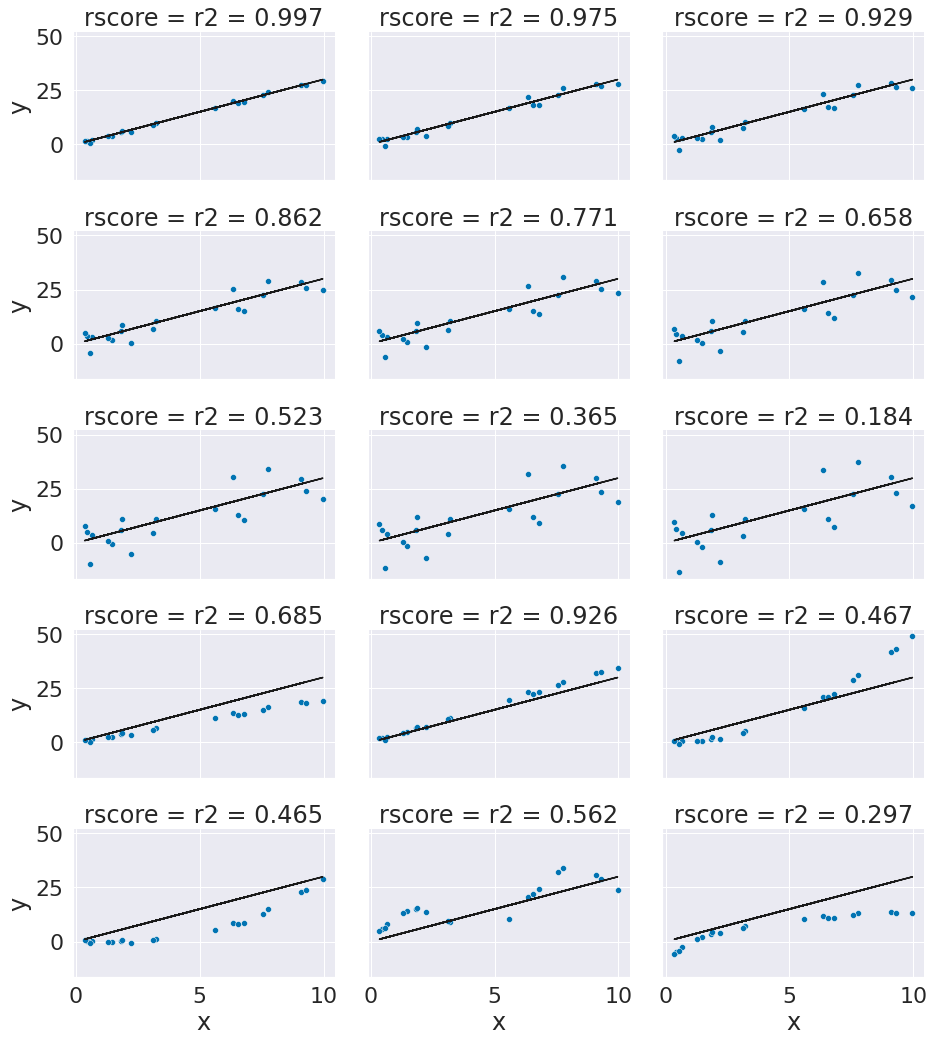 rscore = r2 = 0.997 rscore = r2 = 0.975 rscore = r2 = 0.929
50
25
0
y
rscore = r2 = 0.862 rscore = r2 = 0.771 rscore = r2 = 0.658
50
25
0
y
rscore = r2 = 0.523 rscore = r2 = 0.365 rscore = r2 = 0.184
50
25
0
y
rscore = r2 = 0.685 rscore = r2 = 0.926 rscore = r2 = 0.467
50
25
0
y
rscore = r2 = 0.465 rscore = r2 = 0.562 rscore = r2 = 0.297
50
25
0
y
0 5 10 0 5 10 0 5 10
x x x